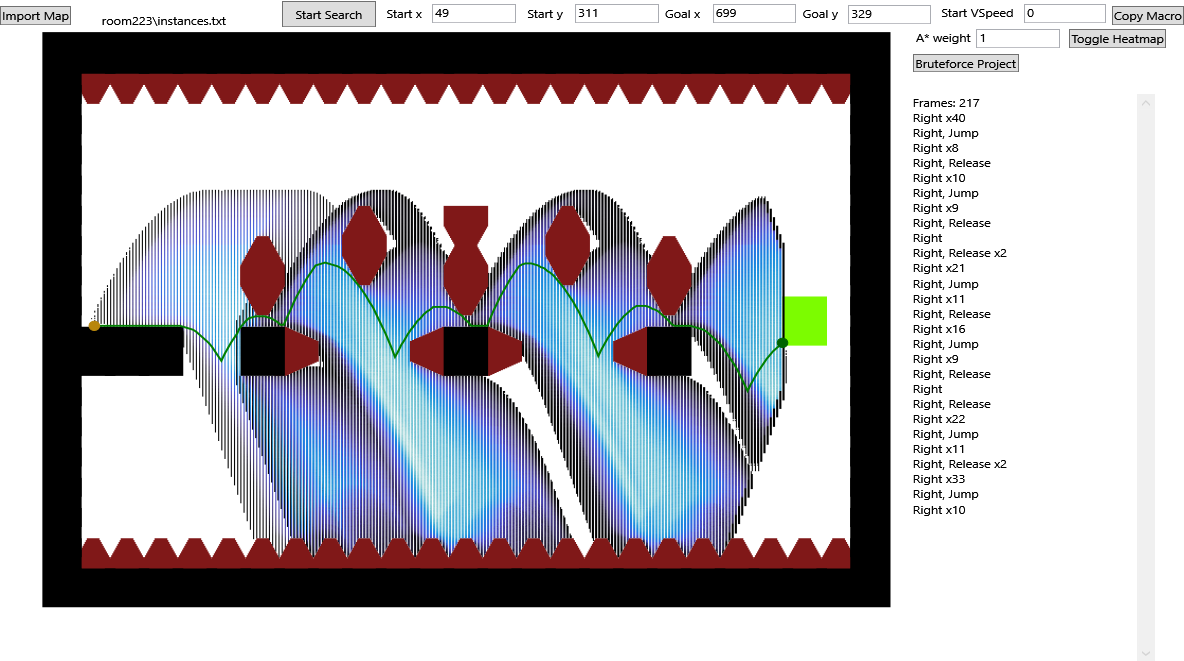 Import Map
room223\instances.txt
Start Search
Start x 49
Start y 311
Goal x 699
Goal y 329
Start VSpeed 0
Copy Macro
A* weight 1
Toggle Heatmap
Bruteforce Project
Frames: 217
Right x40
Right, Jump
Right x8
Right, Release
Right x10
Right, Jump
Right x9
Right, Release
Right
Right, Release x2
Right x21
Right, Jump
Right x11
Right, Release
Right x16
Right, Jump
Right x9
Right, Release
Right
Right, Release
Right x22
Right, Jump
Right x11
Right, Release x2
Right x33
Right, Jump
Right x10